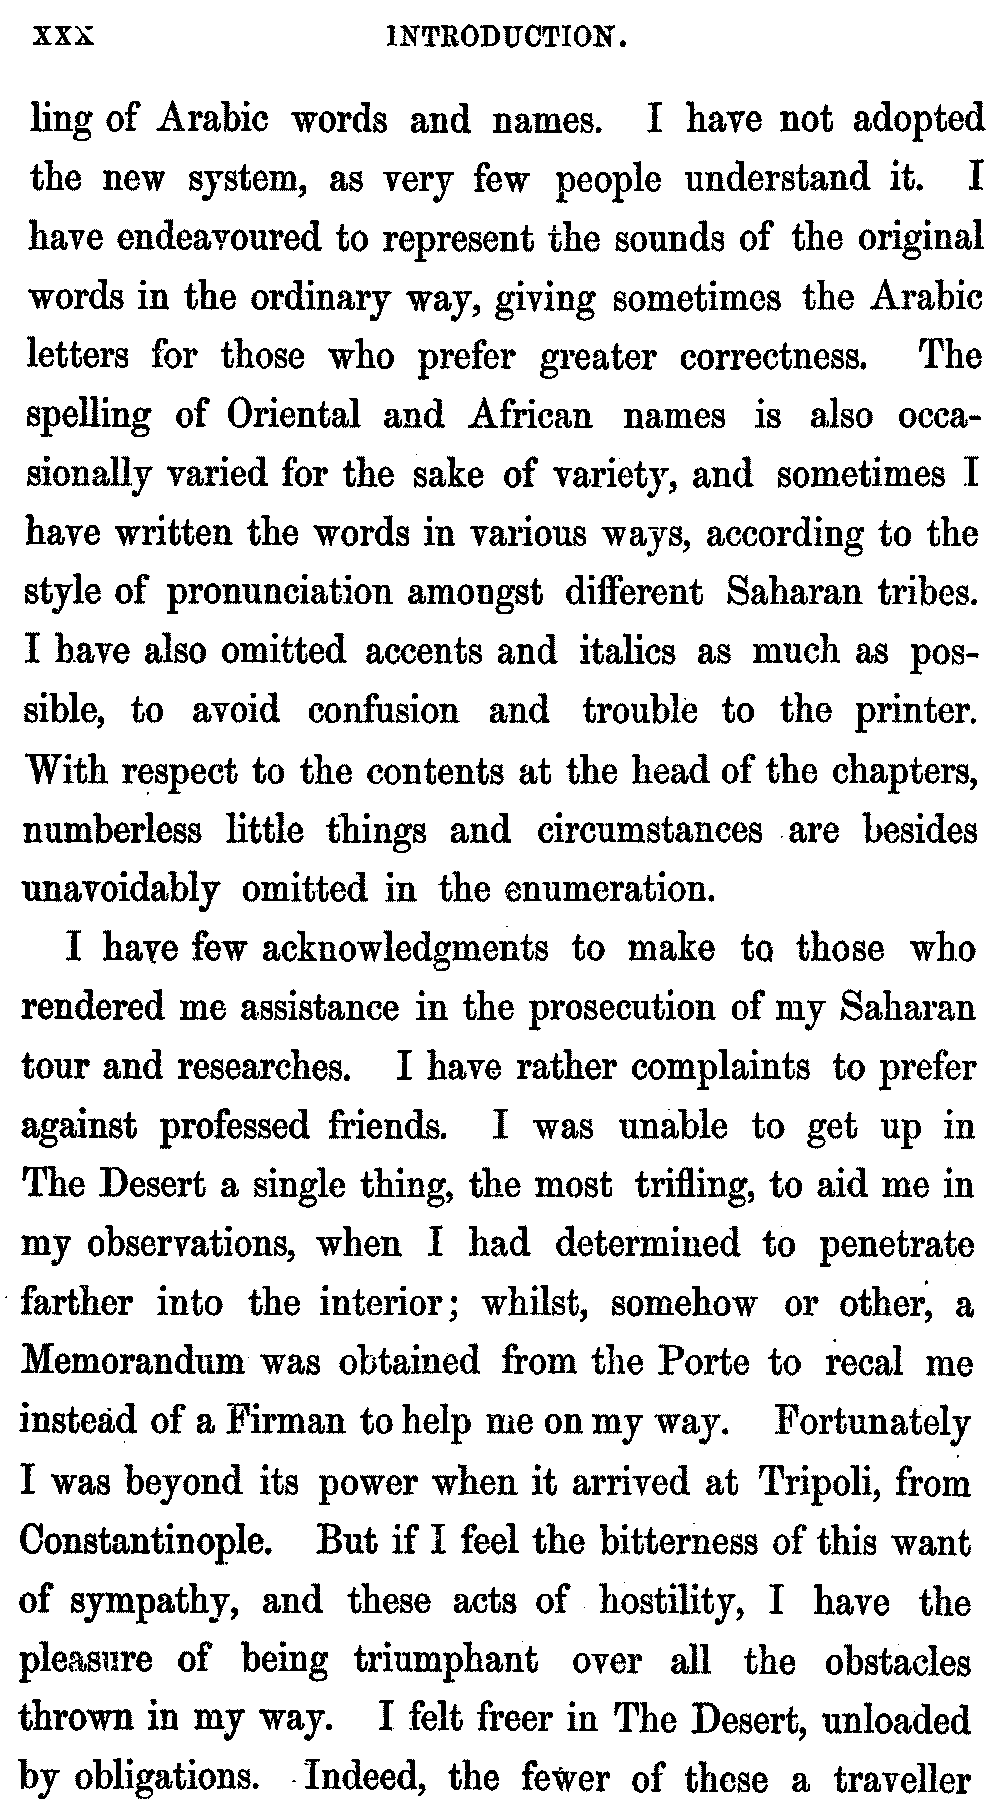 xxx INTRODUCTION.
ling of Arabic words and names. I have not adopted
the new system, as very few people understand it. I
have endeavoured to represent the sounds of the original
words in the ordinary way, giving sometimes the Arabic
letters for those who prefer greater correctness. The
spelling of Oriental and African names is also occa-
sionally varied for the sake of variety, and sometimes I
have written the words in various ways, according to the
style of pronunciation amongst different Saharan tribes.
I have also omitted accents and italics as much as pos-
sible, to avoid confusion and trouble to the printer.
With respect to the contents at the head of the chapters,
numberless little things and circumstances are besides
unavoidably omitted in the enumeration.
I have few acknowledgments to make to those who
rendered me assistance in the prosecution of my Saharan
tour and researches. I have rather complaints to prefer
against professed friends. I was unable to get up in
The Desert a single thing, the most trifling, to aid me in
my observations, when I had determined to penetrate
farther into the interior; whilst, somehow or other, a
Memorandum was obtained from the Porte to recal me
instead of a Firman to help me on my way. Fortunately
I was beyond its power when it arrived at Tripoli, from
Constantinople. But if I feel the bitterness of this want
of sympathy, and these acts of hostility, I have the
pleasure of being triumphant over all the obstacles
thrown in my way. I felt freer in The Desert, unloaded
by obligations. Indeed, the fewer of these a traveller